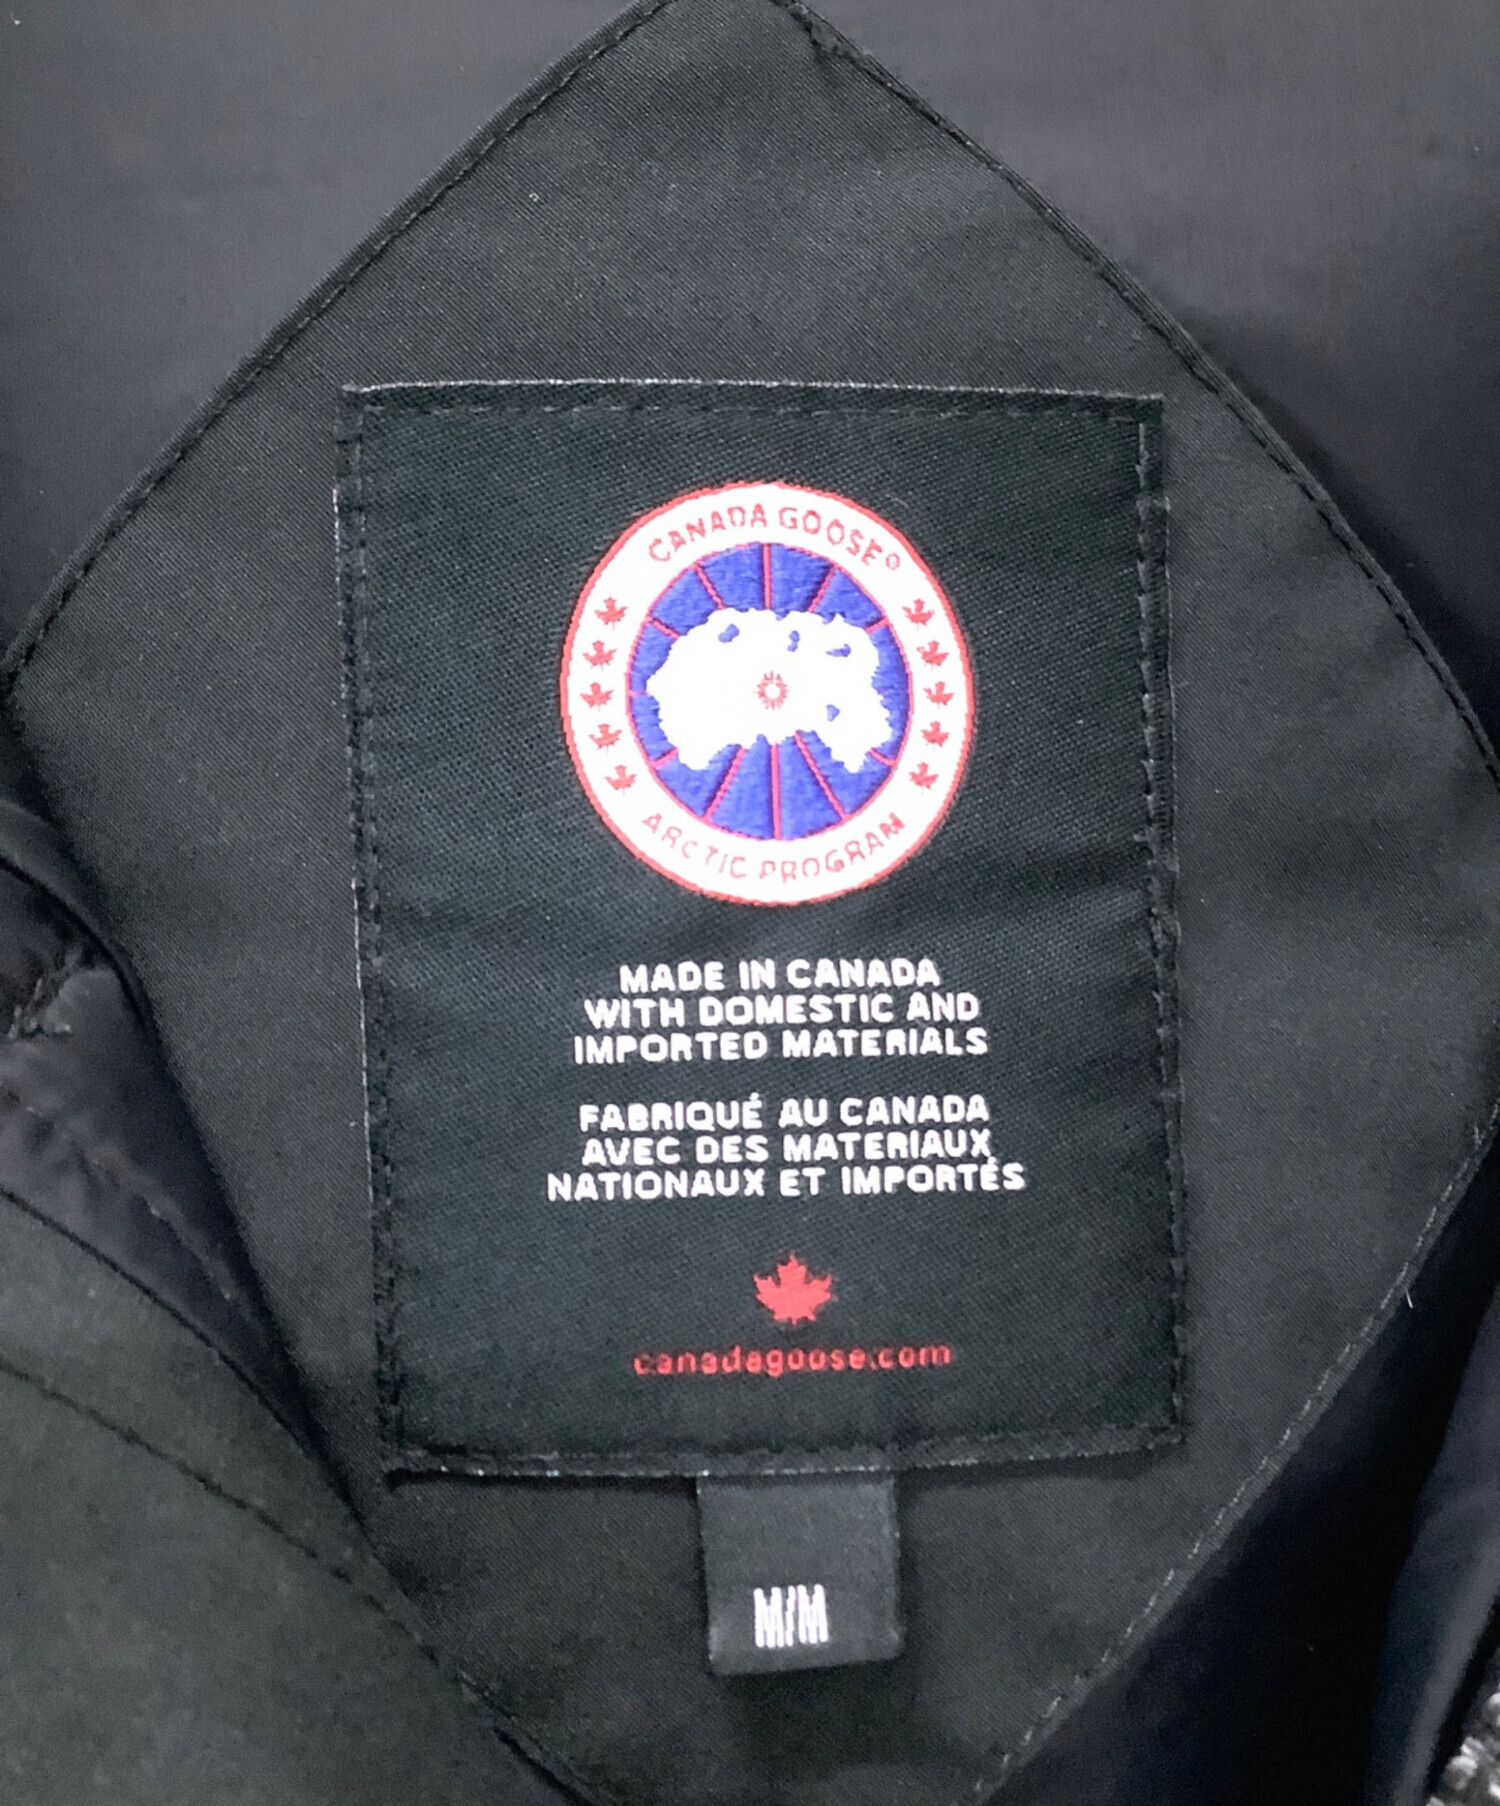 CANADA GOOSE®
ARCTIC PROGRAM
MADE IN CANADA
WITH DOMESTIC AND
IMPORTED MATERIALS
FABRIQUÉ AU CANADA
AVEC DES MATERIAUX
NATIONAUX ET IMPORTÉS
canadagoose.com
M/M